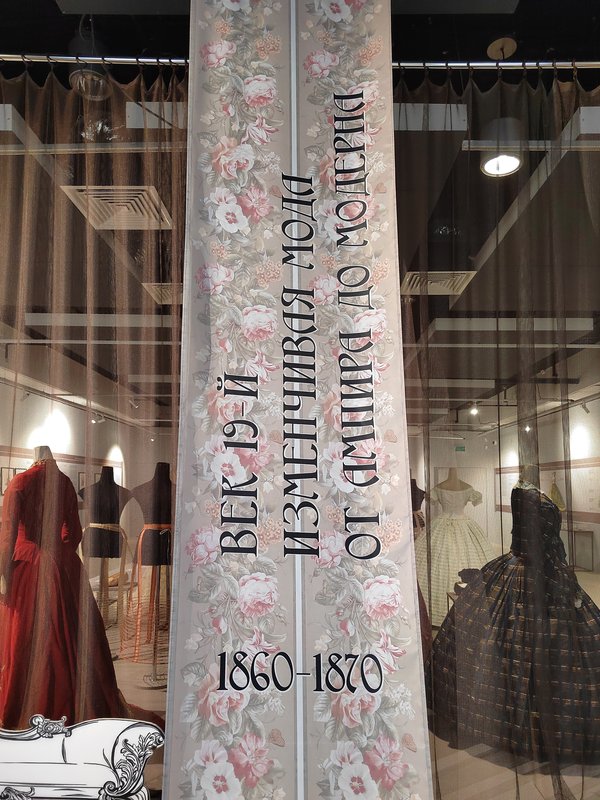 ВЕК 19-Й
ИЗМЕНЧИВАЯ МОДА
ОТ АМПИРА ДО МОДЕРНА
1860-1870